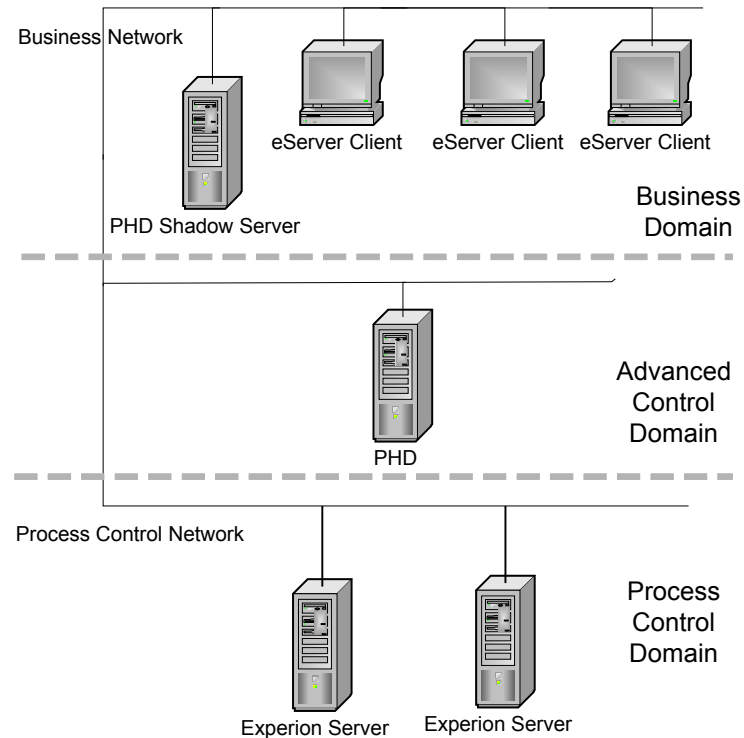 Business Network
eServer Client
eServer Client
eServer Client
PHD Shadow Server
Business
Domain
Advanced
Control
Domain
PHD
Process Control Network
Process
Control
Domain
Experion Server
Experion Server